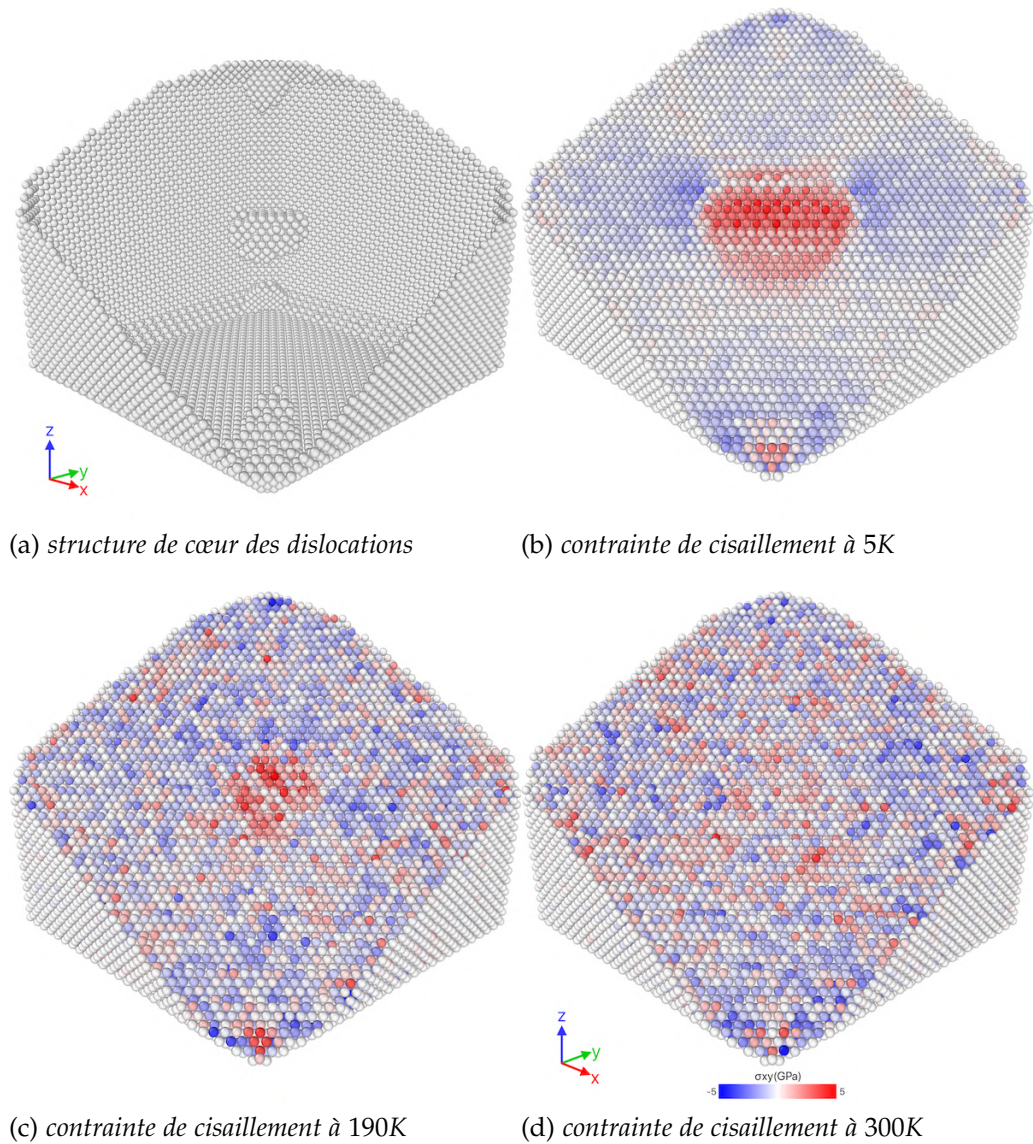 z
y
x
(a) structure de cœur des dislocations
(b) contrainte de cisaillement à 5K
z
y
x
σxy(GPa)
-5 5
(c) contrainte de cisaillement à 190K
(d) contrainte de cisaillement à 300K